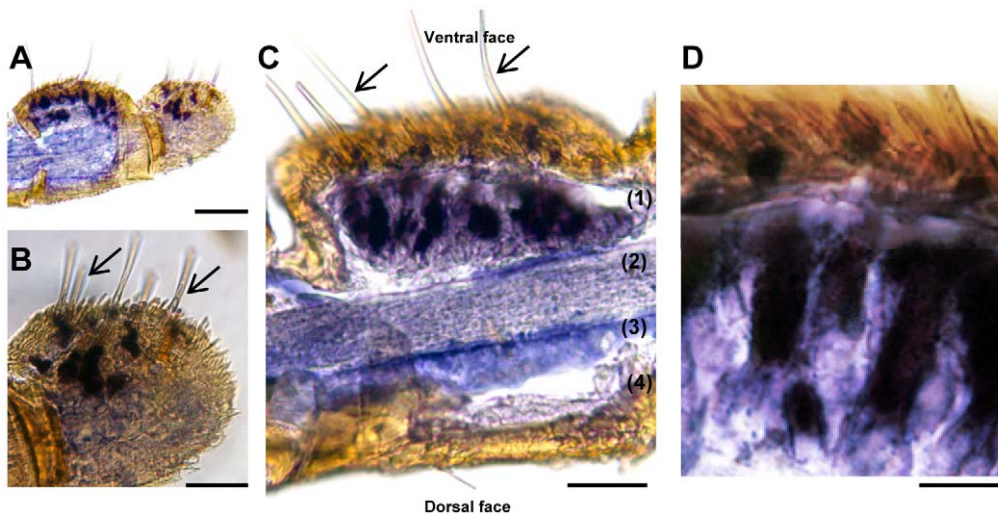 A
B
C
Ventral face
(1)
(2)
(3)
(4)
Dorsal face
D